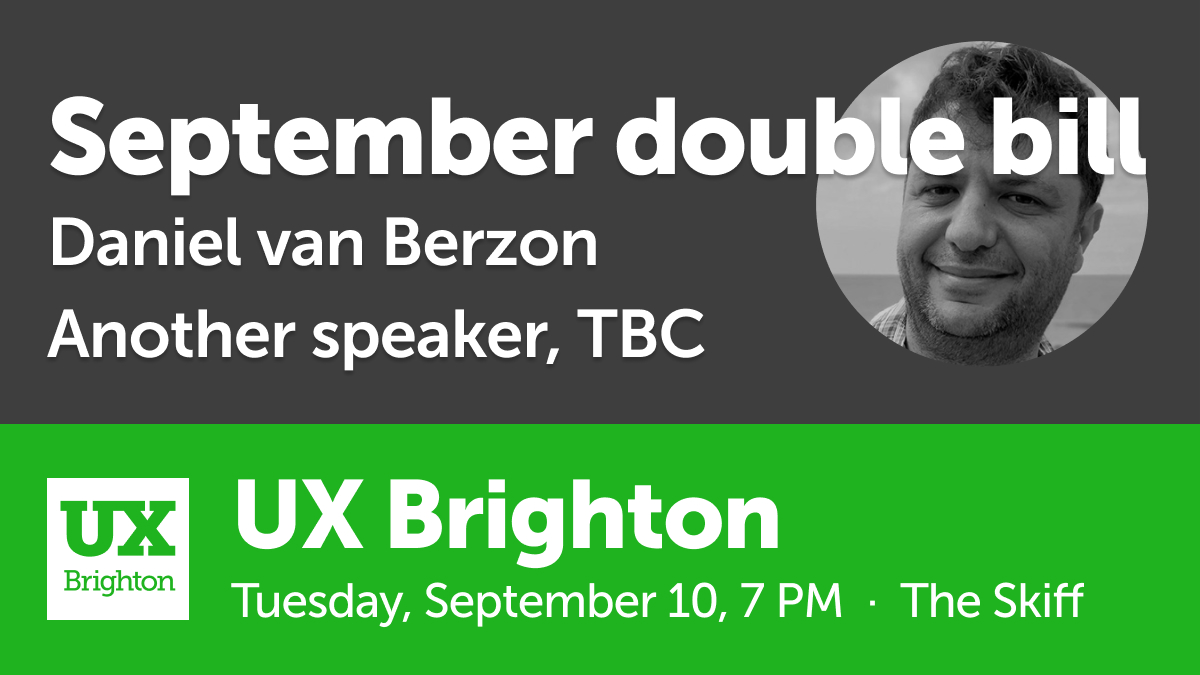 September double bill
Daniel van Berzon
Another speaker, TBC
UX
Brighton
UX Brighton
Tuesday, September 10, 7 PM · The Skiff